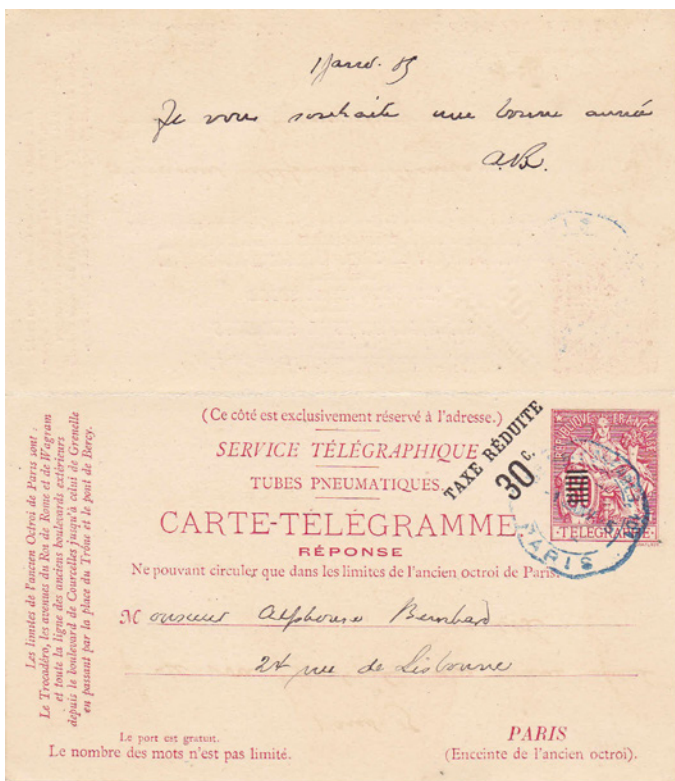 1 Janv. 85
Je vous souhaite une bonne année
A.B.
(Ce côté est exclusivement réservé à l'adresse.)
SERVICE TÉLÉGRAPHIQUE
TUBES PNEUMATIQUES.
TAXE RÉDUITE
30 c.
CARTE-TÉLÉGRAMME
RÉPONSE
Ne pouvant circuler que dans les limites de l'ancien octroi de Paris.
TÉLÉGRAPHE
PARIS
Monsieur Alphonse Bernhard
24 rue de Lisbonne
Les limites de l'ancien Octroi de Paris sont :
Le Trocadéro, les avenues du Roi de Rome et de Wagram
et toute la ligne des anciens boulevards extérieurs
depuis le boulevard de Courcelles jusqu'à celui de Grenelle
en passant par la place du Trône et le pont de Bercy.
Le port est gratuit.
Le nombre des mots n'est pas limité.
PARIS
(Enceinte de l'ancien octroi).